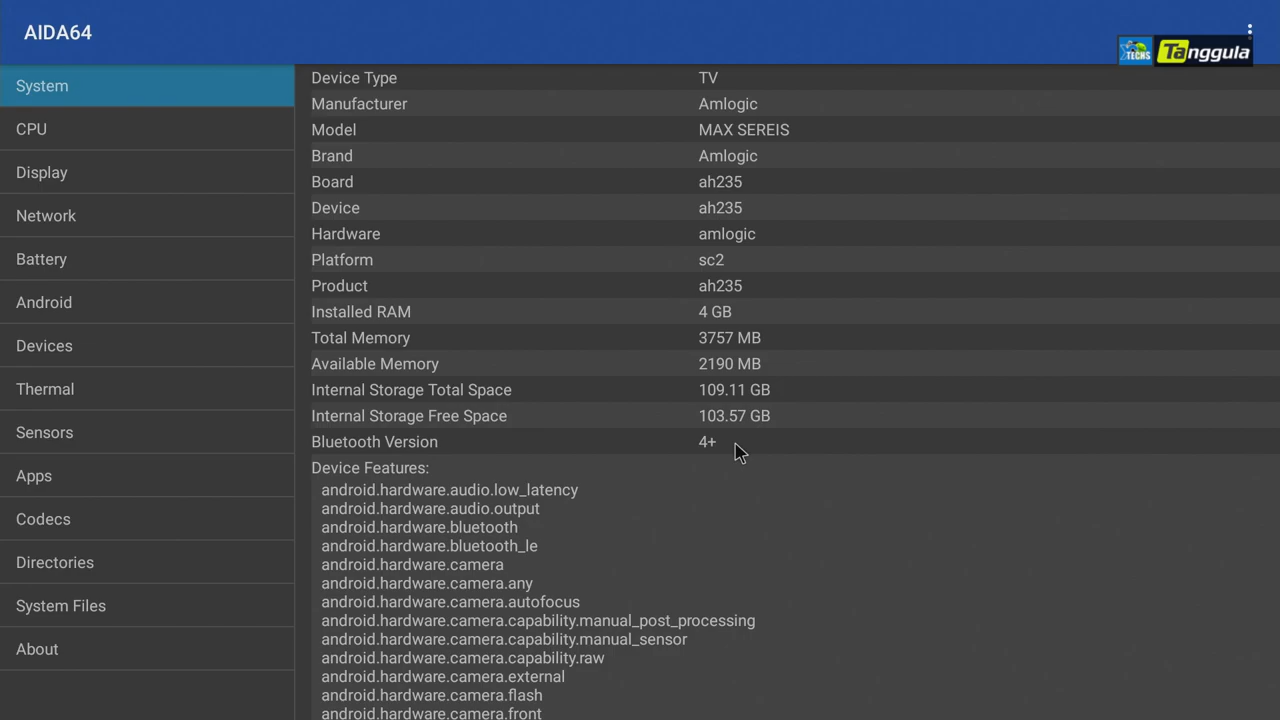 AIDA64
TECHS
Tanggula
System
CPU
Display
Network
Battery
Android
Devices
Thermal
Sensors
Apps
Codecs
Directories
System Files
About
Device Type TV
Manufacturer Amlogic
Model MAX SEREIS
Brand Amlogic
Board ah235
Device ah235
Hardware amlogic
Platform sc2
Product ah235
Installed RAM 4 GB
Total Memory 3757 MB
Available Memory 2190 MB
Internal Storage Total Space 109.11 GB
Internal Storage Free Space 103.57 GB
Bluetooth Version 4+
Device Features:
android.hardware.audio.low_latency
android.hardware.audio.output
android.hardware.bluetooth
android.hardware.bluetooth_le
android.hardware.camera
android.hardware.camera.any
android.hardware.camera.autofocus
android.hardware.camera.capability.manual_post_processing
android.hardware.camera.capability.manual_sensor
android.hardware.camera.capability.raw
android.hardware.camera.external
android.hardware.camera.flash
android.hardware.camera.front